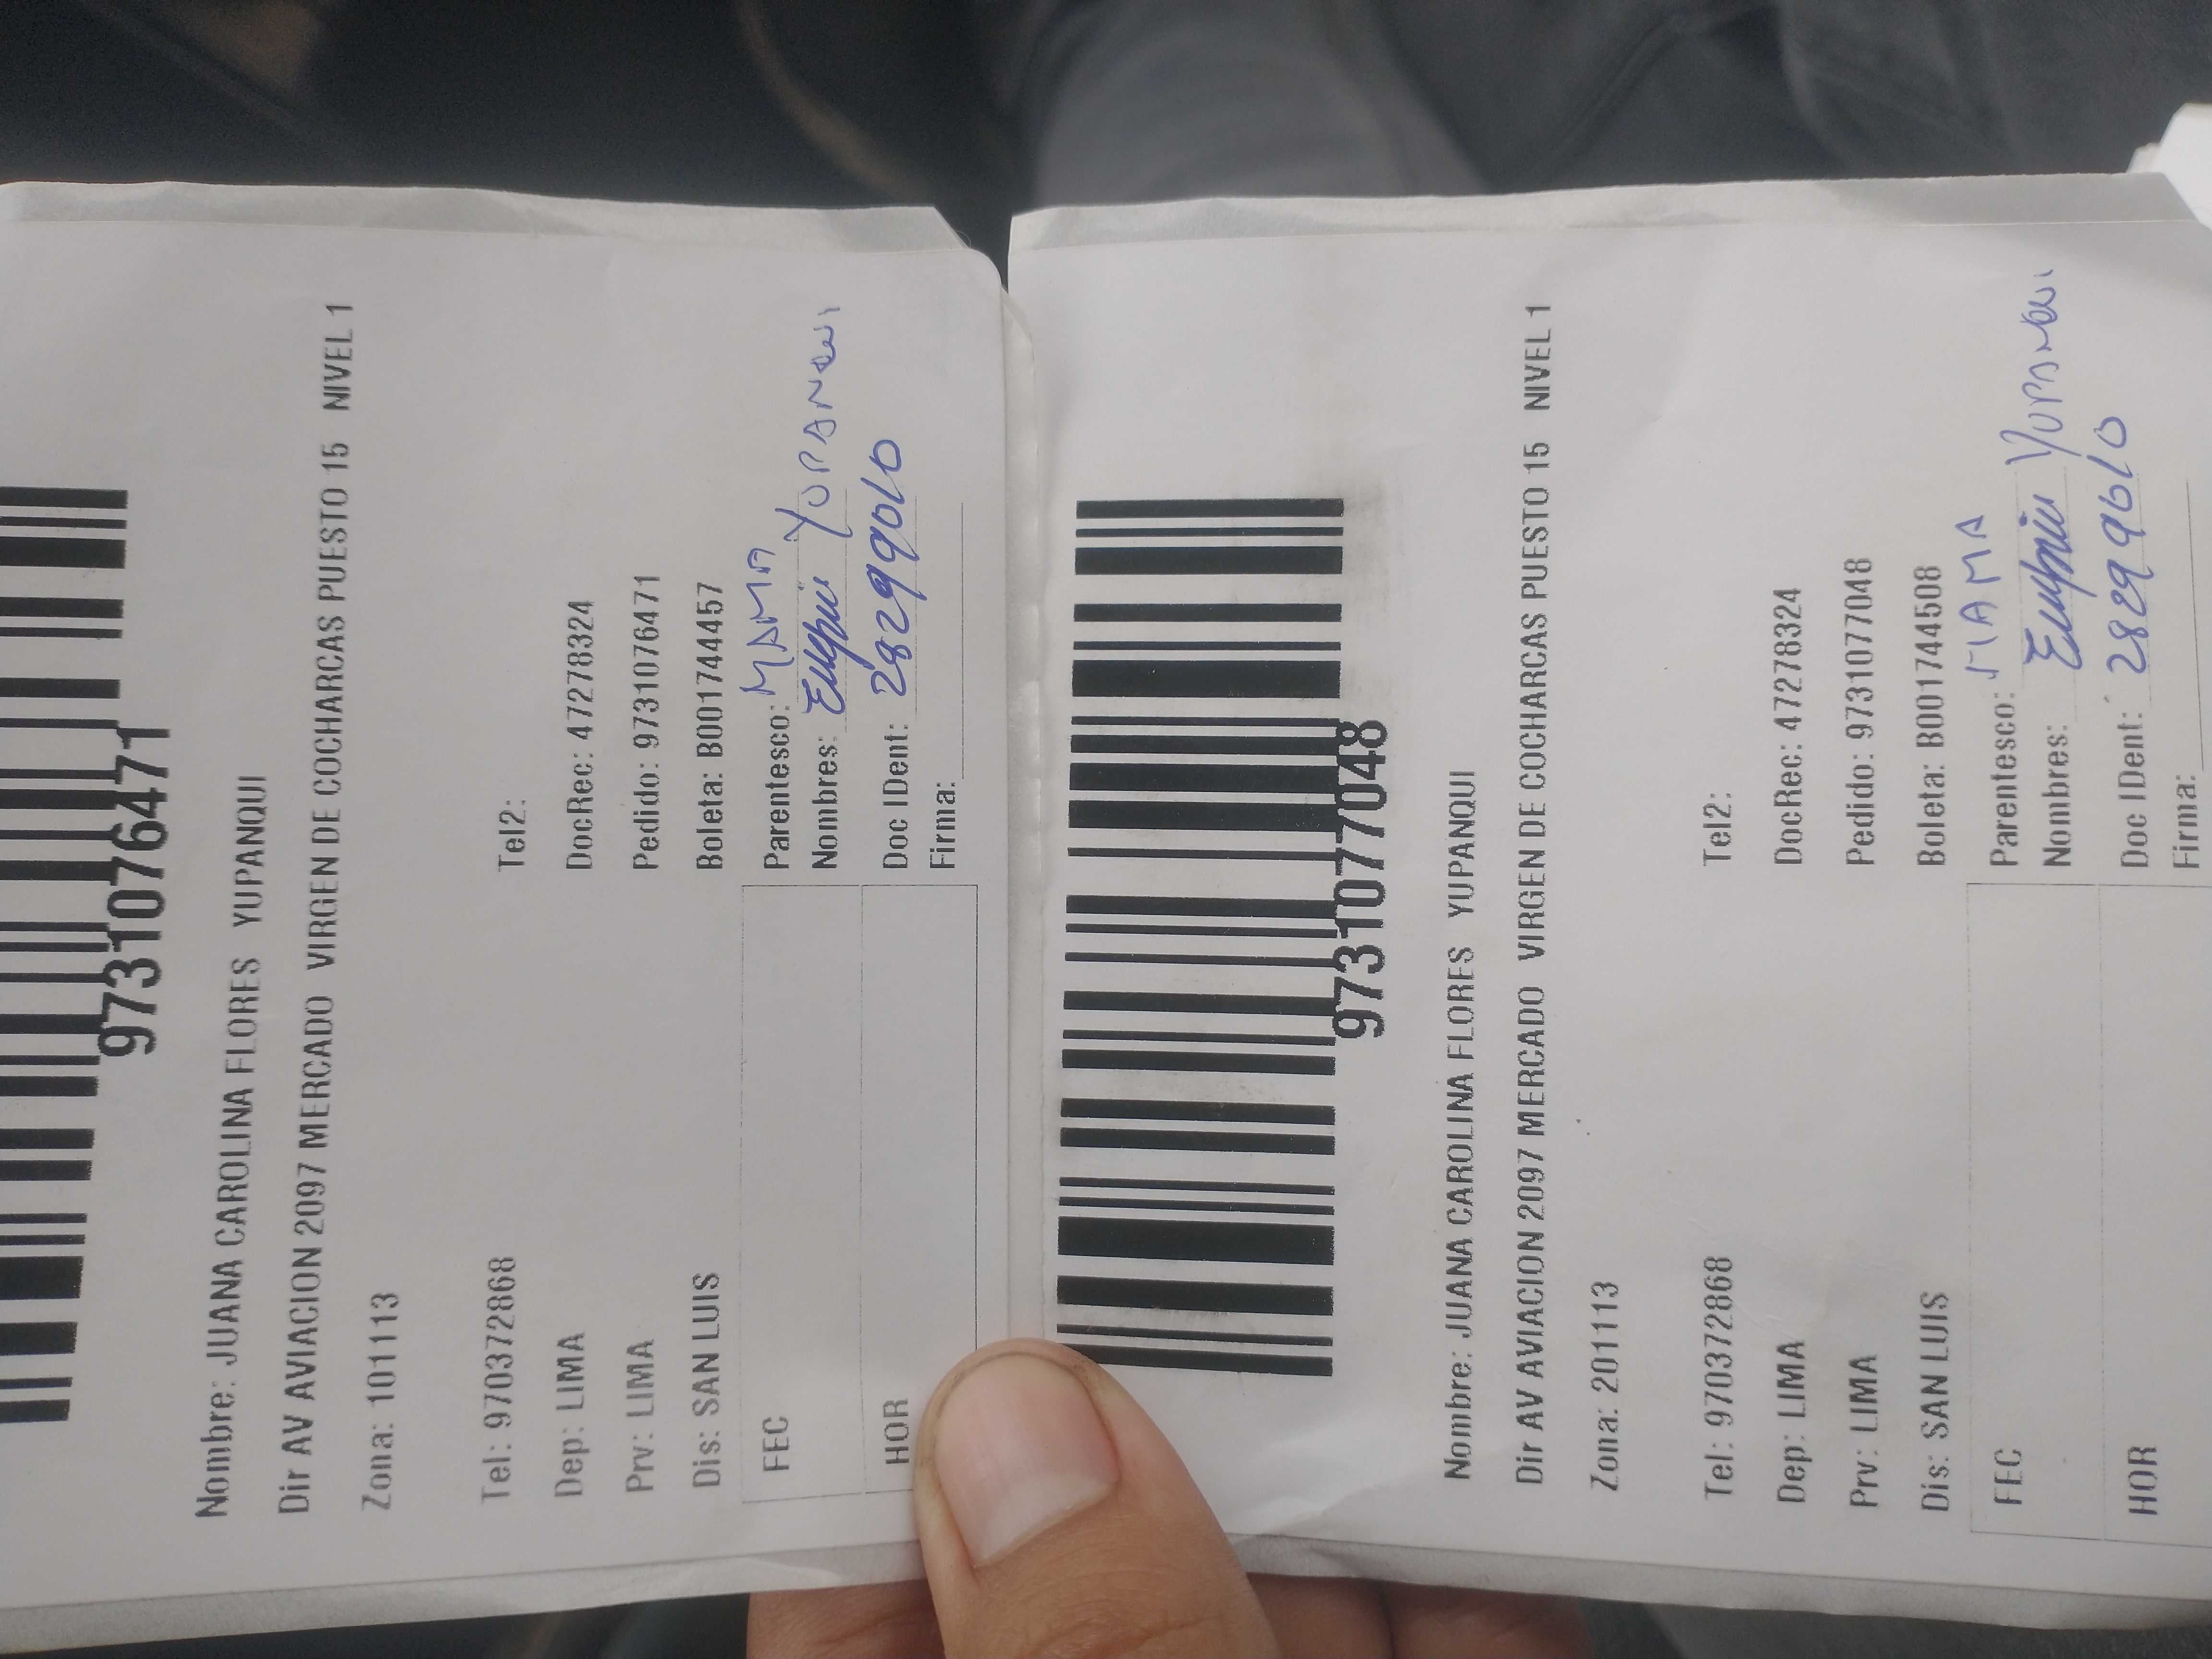 9731076471
Nombre: JUANA CAROLINA FLORES YUPANQUI
Dir AV AVIACION 2097 MERCADO VIRGEN DE COCHARCAS PUESTO 15 NIVEL 1
Zona: 101113
Tel: 970372868 Tel2:
Dep: LIMA DocRec: 47278324
Prv: LIMA Pedido: 9731076471
Dis: SAN LUIS Boleta: B001744457
FEC Parentesco: MAMA
Nombres: Yupanqui
HOR Doc IDent: 28299010
Firma:
9731077048
Nombre: JUANA CAROLINA FLORES YUPANQUI
Dir AV AVIACION 2097 MERCADO VIRGEN DE COCHARCAS PUESTO 15 NIVEL 1
Zona: 201113
Tel: 970372868 Tel2:
Dep: LIMA DocRec: 47278324
Prv: LIMA Pedido: 9731077048
Dis: SAN LUIS Boleta: B001744508
FEC Parentesco: MAMA
Nombres: Yupanqui
HOR Doc IDent: 28299010
Firma: